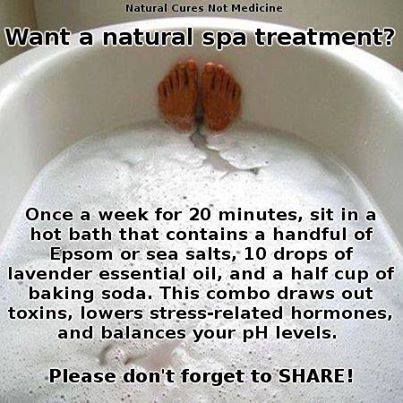 Natural Cures Not Medicine
Want a natural spa treatment?
Once a week for 20 minutes, sit in a
hot bath that contains a handful of
Epsom or sea salts, 10 drops of
lavender essential oil, and a half cup of
baking soda. This combo draws out
toxins, lowers stress-related hormones,
and balances your pH levels.
Please don't forget to SHARE!